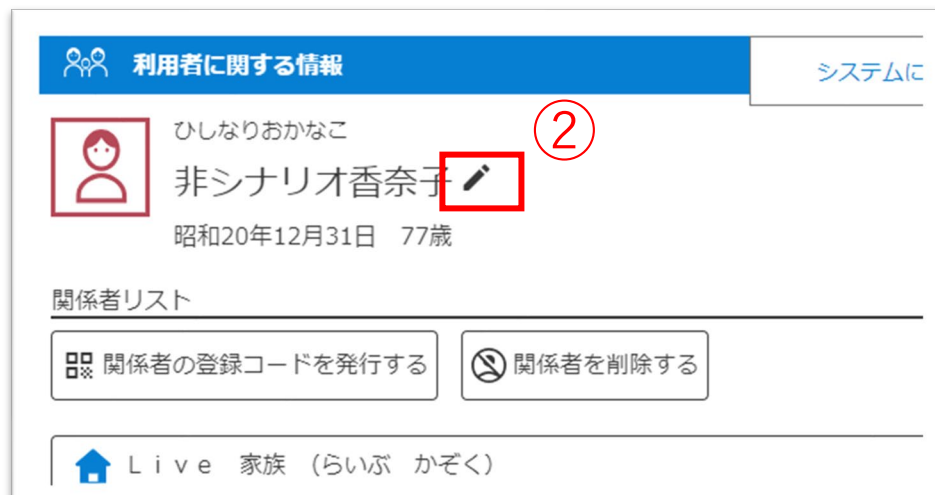 利用者に関する情報
システムに
②
ひしなりおかなこ
非シナリオ香奈子
昭和20年12月31日 77歳
関係者リスト
関係者の登録コードを発行する
関係者を削除する
Ｌｉｖｅ 家族 （らいぶ かぞく）